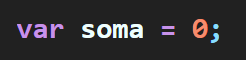 var soma = 0;